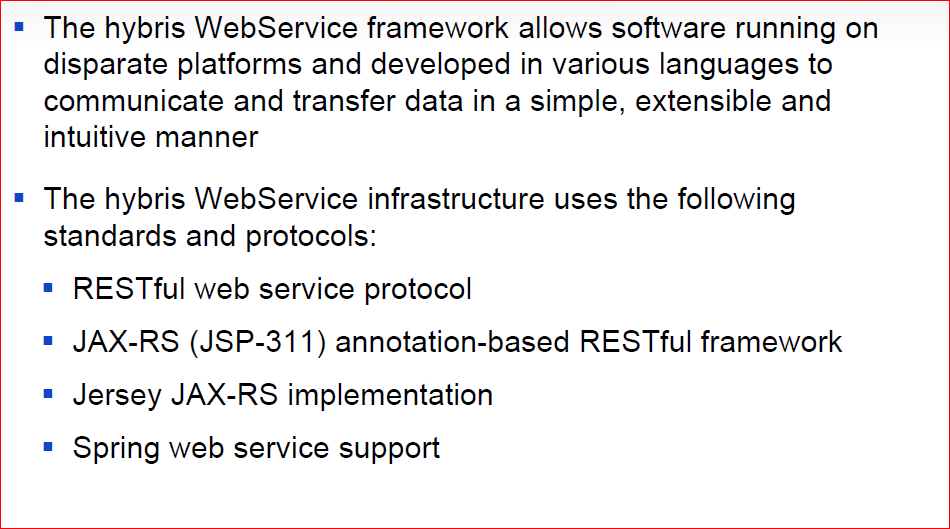 The hybris WebService framework allows software running on
disparate platforms and developed in various languages to
communicate and transfer data in a simple, extensible and
intuitive manner
The hybris WebService infrastructure uses the following
standards and protocols:
RESTful web service protocol
JAX-RS (JSP-311) annotation-based RESTful framework
Jersey JAX-RS implementation
Spring web service support